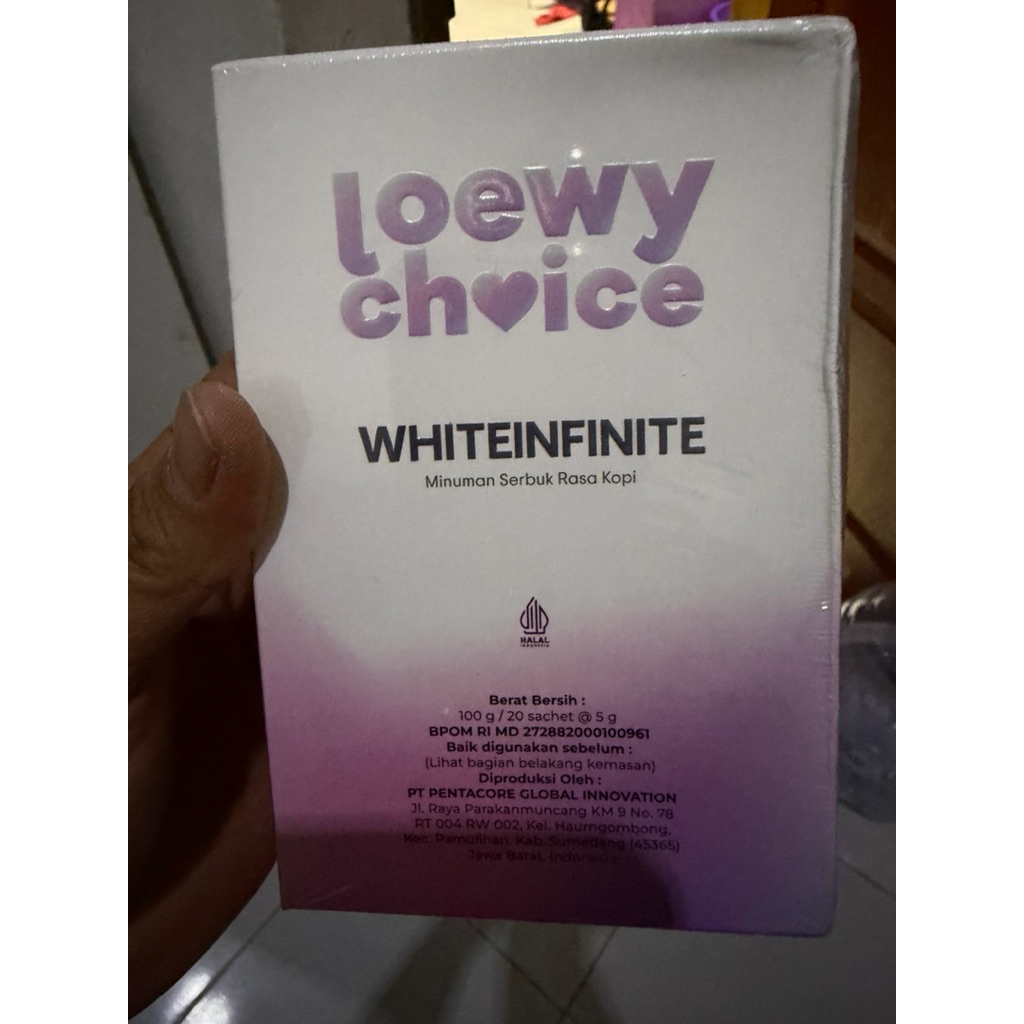 loewy
choice
WHITEINFINITE
Minuman Serbuk Rasa Kopi
HALAL
INDONESIA
Berat Bersih :
100 g / 20 sachet @ 5 g
BPOM RI MD 272882000100961
Baik digunakan sebelum :
(Lihat bagian belakang kemasan)
Diproduksi Oleh :
PT PENTACORE GLOBAL INNOVATION
Jl. Raya Parakanmuncang KM 9 No. 78
RT 004 RW 002, Kel. Haurngombong,
Kec. Pamulihan, Kab. Sumedang (45365)
Jawa Barat, Indonesia